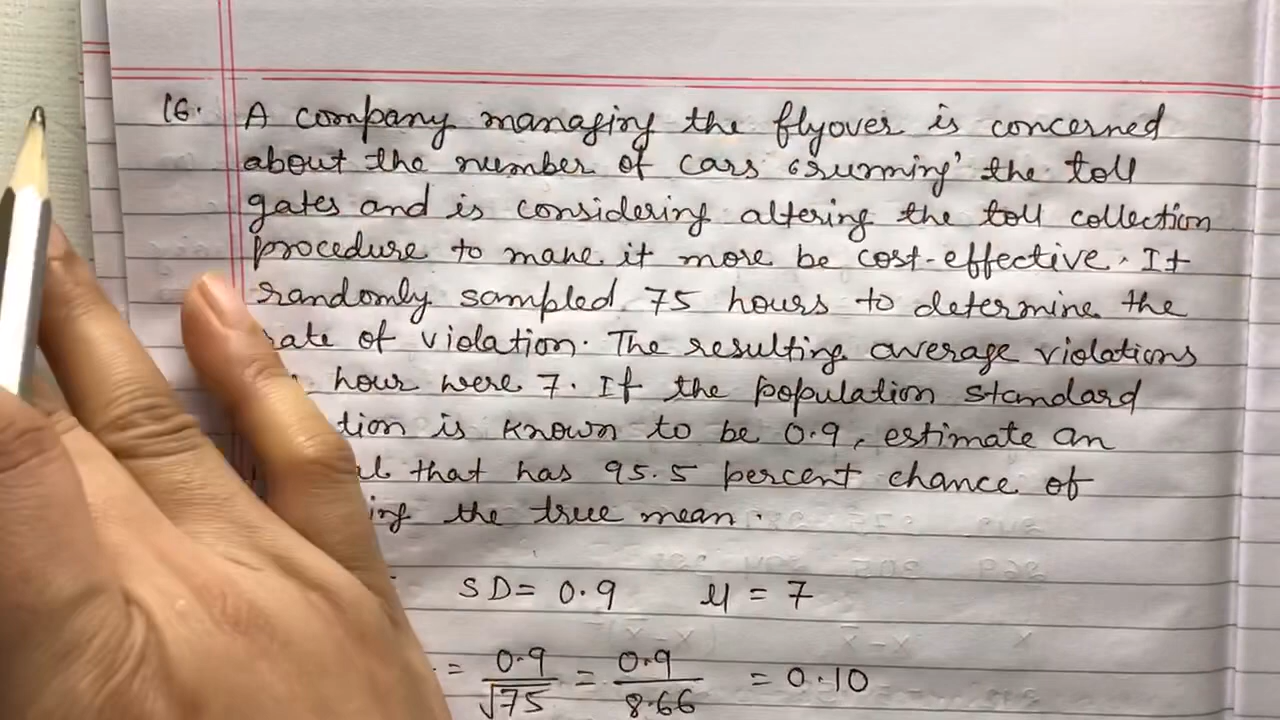 16. A company managing the flyover is concerned
about the number of cars 'running' the toll
gates and is considering altering the toll collection
procedure to make it more be cost-effective. It
randomly sampled 75 hours to determine the
rate of violation. The resulting average violations
hour were 7. If the population standard
tion is known to be 0.9, estimate an
al that has 95.5 percent chance of
ing the true mean.
SD = 0.9 μ = 7
= 0.9/√75 = 0.9/8.66 = 0.10